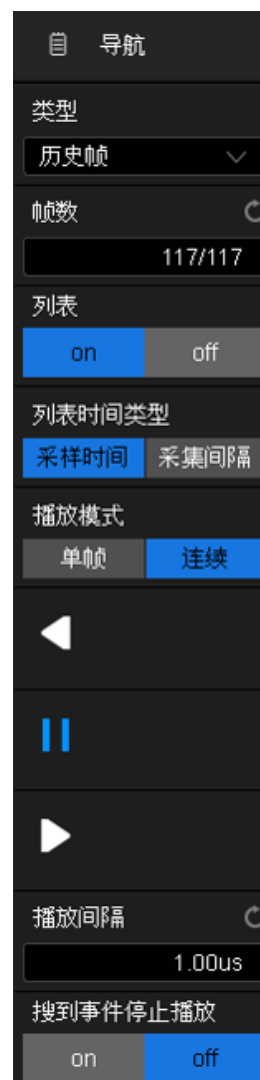 导航
类型
历史帧
帧数
117/117
列表
on off
列表时间类型
采样时间 采集间隔
播放模式
单帧 连续
播放间隔
1.00us
搜到事件停止播放
on off